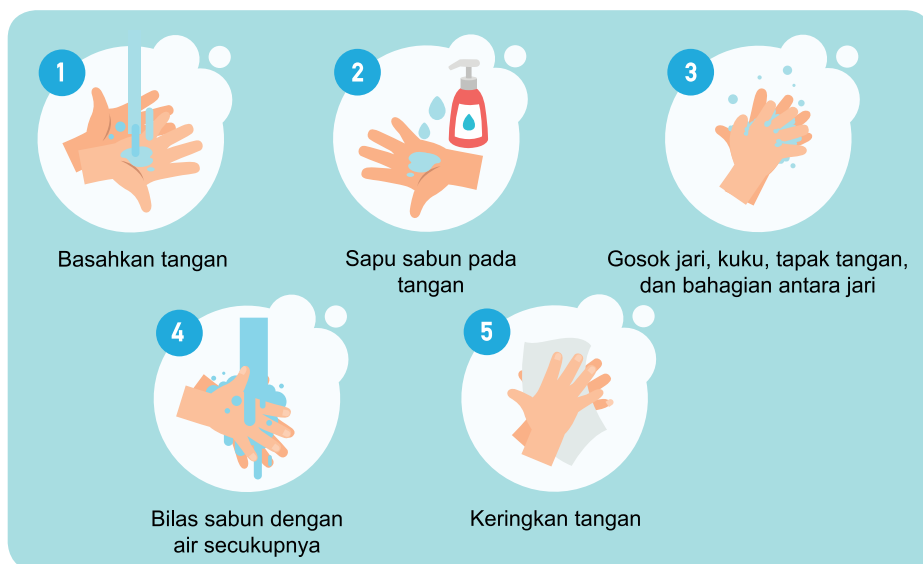 1
Basahkan tangan
2
Sapu sabun pada
tangan
3
Gosok jari, kuku, tapak tangan,
dan bahagian antara jari
4
Bilas sabun dengan
air secukupnya
5
Keringkan tangan